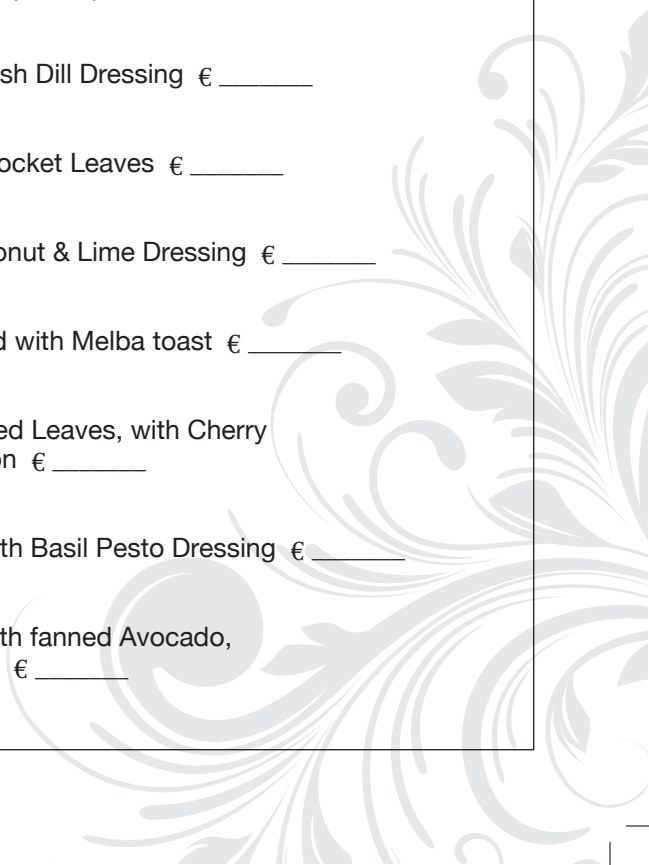 sh Dill Dressing € _______
ocket Leaves € _______
onut & Lime Dressing € _______
d with Melba toast € _______
ed Leaves, with Cherry
on € _______
th Basil Pesto Dressing € _______
th fanned Avocado,
€ _______